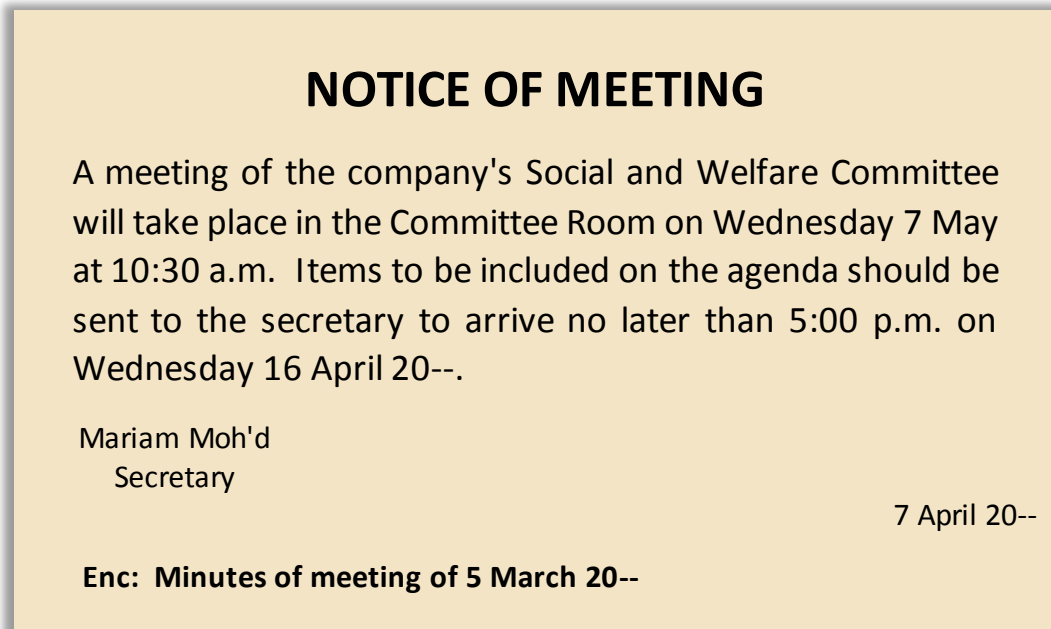 NOTICE OF MEETING
A meeting of the company's Social and Welfare Committee
will take place in the Committee Room on Wednesday 7 May
at 10:30 a.m. Items to be included on the agenda should be
sent to the secretary to arrive no later than 5:00 p.m. on
Wednesday 16 April 20--.
Mariam Moh'd
Secretary
7 April 20--
Enc: Minutes of meeting of 5 March 20--